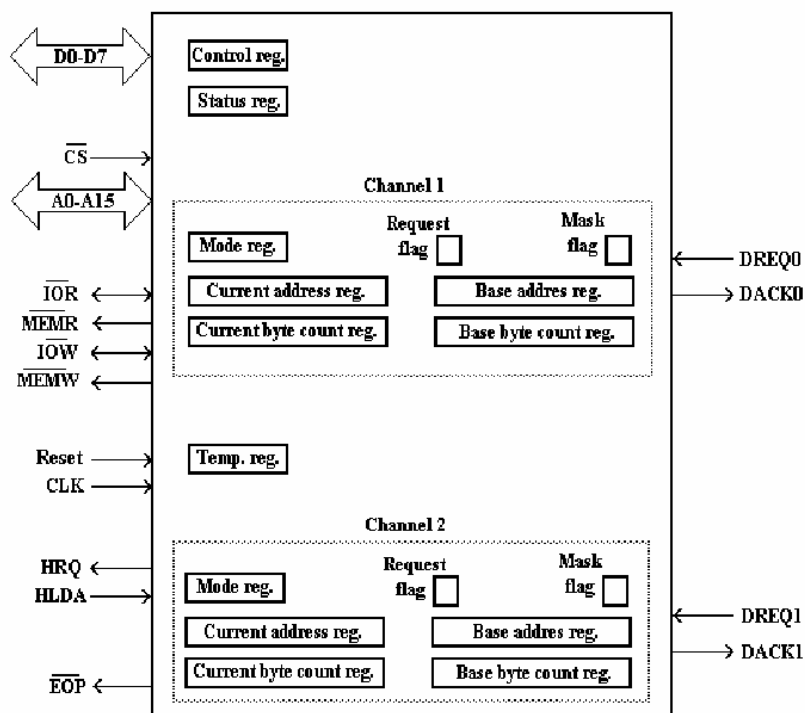 D0-D7
Control reg.
Status reg.
CS
A0-A15
Channel 1
Mode reg.
Request
flag
Mask
flag
DREQ0
IOR
Current address reg.
Base addres reg.
DACK0
MEMR
Current byte count reg.
Base byte count reg.
IOW
MEMW
Reset
Temp. reg.
CLK
Channel 2
HRQ
Request
flag
Mask
flag
HLDA
Mode reg.
DREQ1
Current address reg.
Base addres reg.
DACK1
Current byte count reg.
Base byte count reg.
EOP